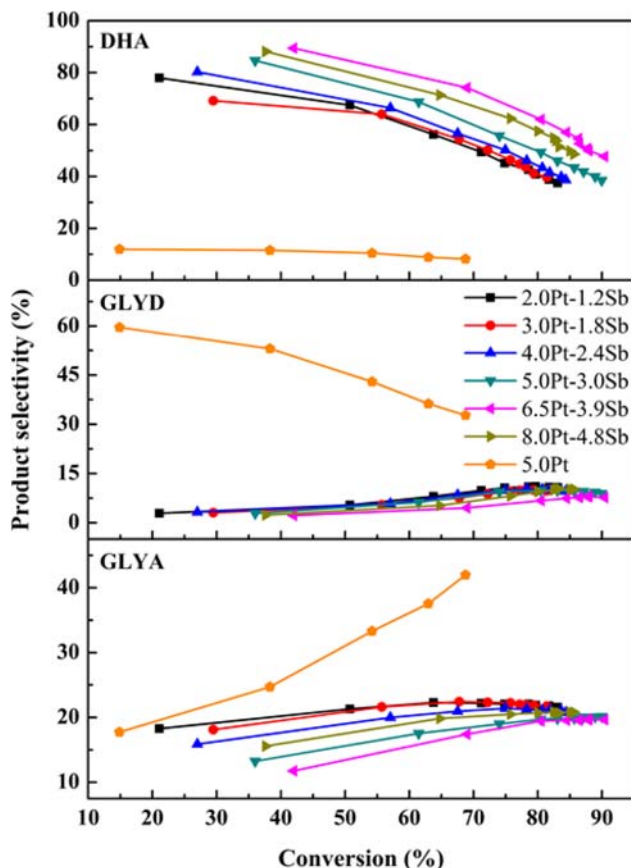 DHA
100
80
60
40
20
0
GLYD
60
45
30
15
0
2.0Pt-1.2Sb
3.0Pt-1.8Sb
4.0Pt-2.4Sb
5.0Pt-3.0Sb
6.5Pt-3.9Sb
8.0Pt-4.8Sb
5.0Pt
GLYA
40
30
20
10
Product selectivity (%)
10 20 30 40 50 60 70 80 90
Conversion (%)